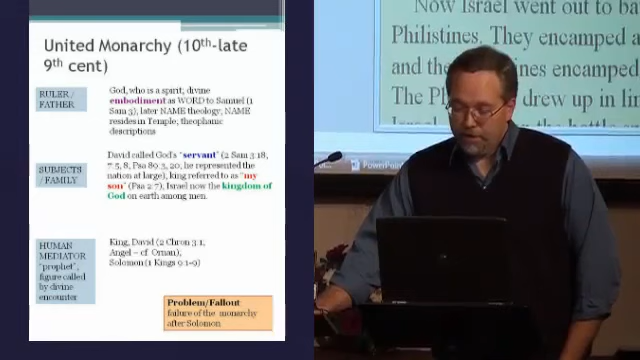 United Monarchy (10th-late
9th cent)
RULER /
FATHER
God, who is a spirit; divine
embodiment as WORD to Samuel (1
Sam 3); later NAME theology; NAME
resides in Temple; theophanic
descriptions
SUBJECTS
/ FAMILY
David called God's "servant" (2 Sam 3:18,
7:5, 8, Psa 89:3, 20, he represented the
nation at large), king referred to as "my
son" (Psa 2:7); Israel now the kingdom of
God on earth among men.
HUMAN
MEDIATOR
"prophet",
figure called
by divine
encounter
King, David (2 Chron 3:1,
Angel – cf Ornan);
Solomon (1 Kings 9:1-9)
Problem/Fallout
failure of the monarchy
after Solomon
Now Israel went out to
Philistines. They encamped
and the encamped
The drew up in
PowerPoint